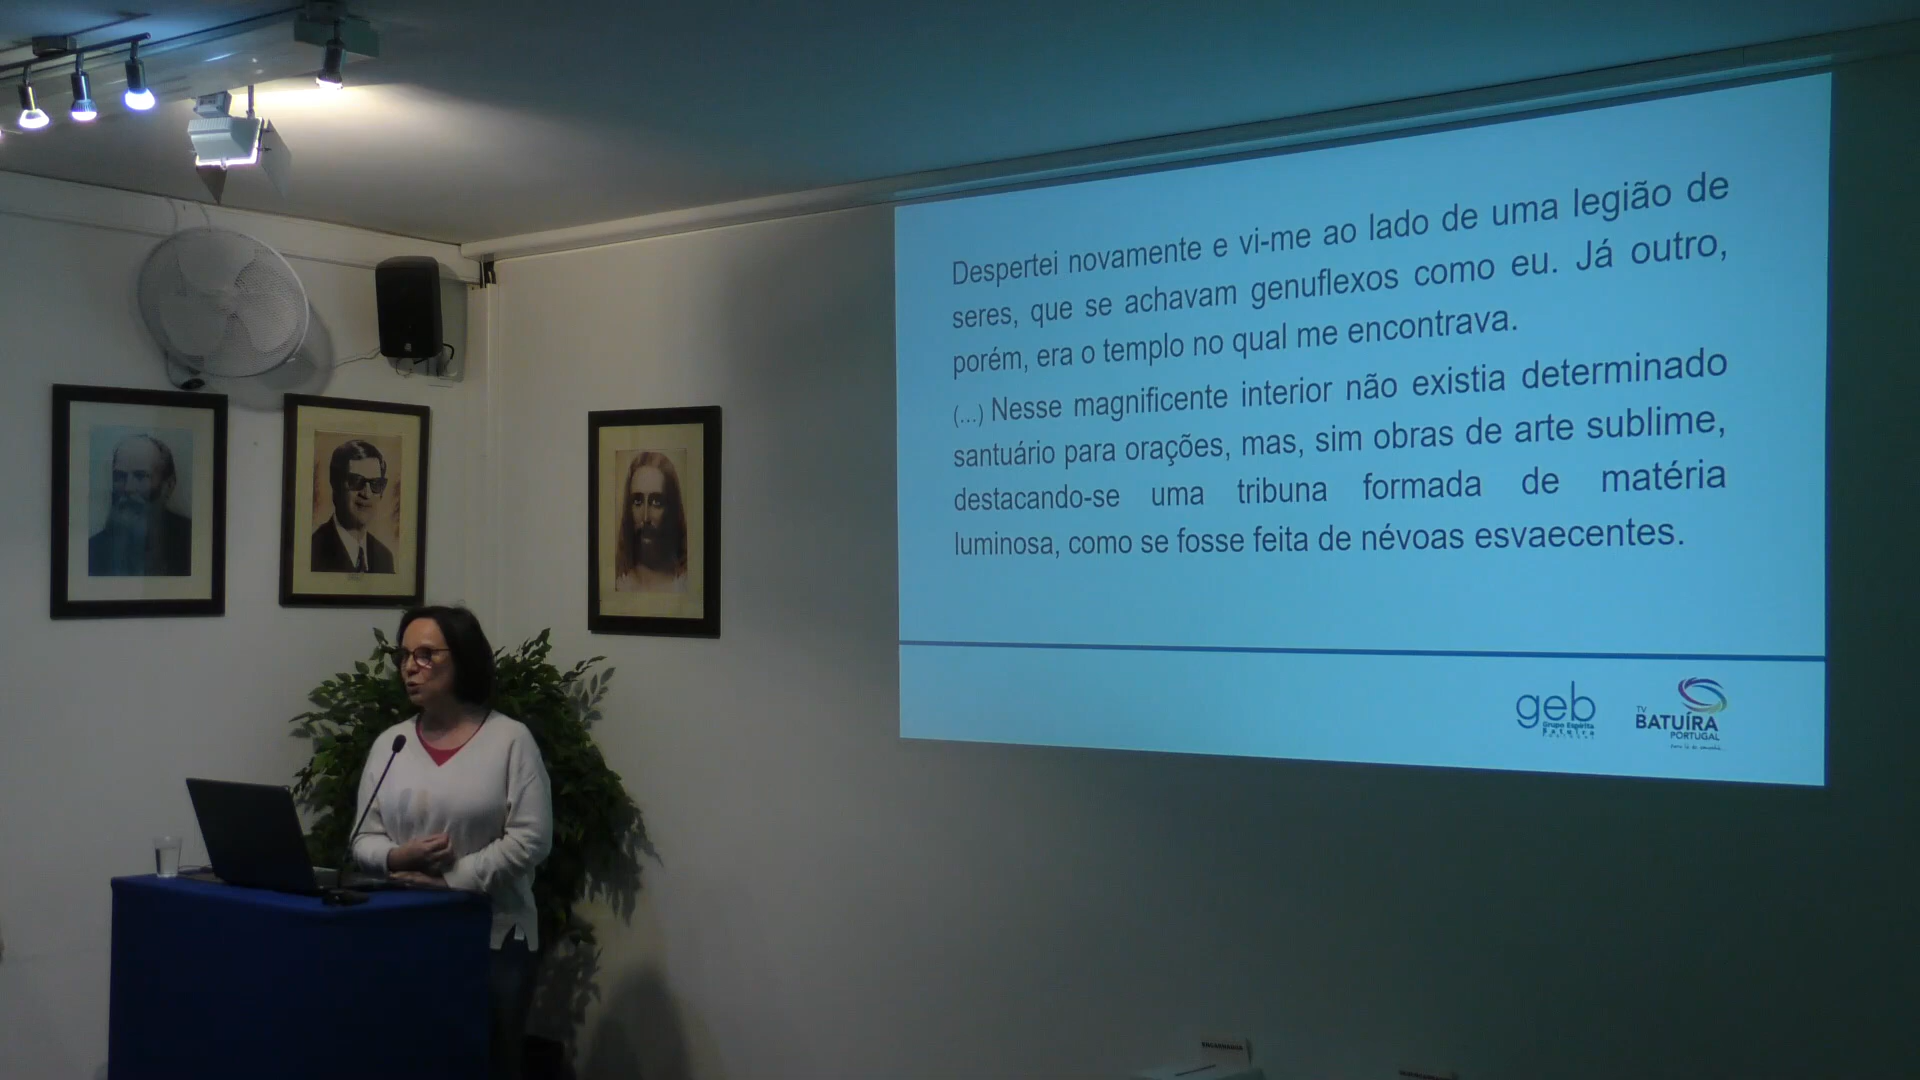 Despertei novamente e vi-me ao lado de uma legião de
seres, que se achavam genuflexos como eu. Já outro,
porém, era o templo no qual me encontrava.
(...) Nesse magnificente interior não existia determinado
santuário para orações, mas, sim obras de arte sublime,
destacando-se uma tribuna formada de matéria
luminosa, como se fosse feita de névoas esvaecentes.
geb
Grupo Espírita
Batuíra
TV
BATUÍRA
PORTUGAL